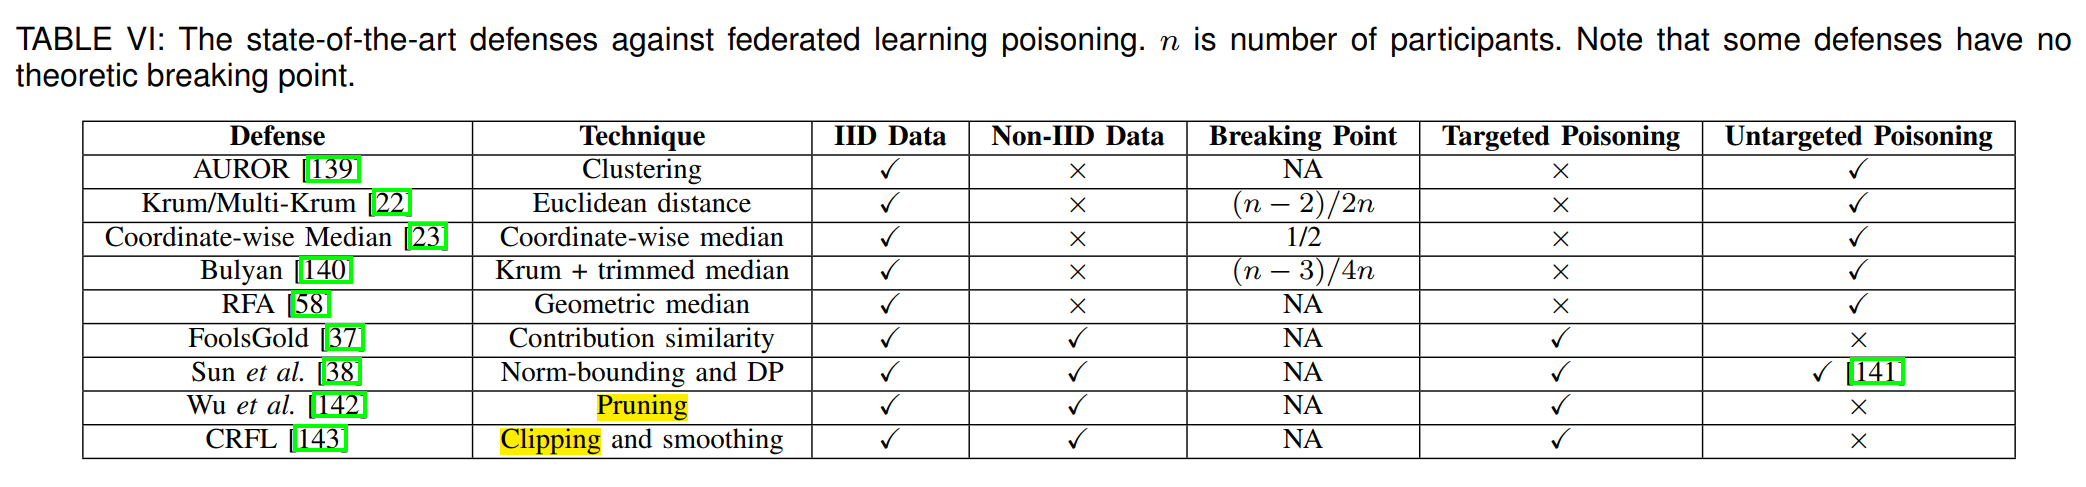 TABLE VI: The state-of-the-art defenses against federated learning poisoning. n is number of participants. Note that some defenses have no
theoretic breaking point.
Defense Technique IID Data Non-IID Data Breaking Point Targeted Poisoning Untargeted Poisoning
AUROR [139] Clustering ✓ × NA × ✓
Krum/Multi-Krum [22] Euclidean distance ✓ × (n − 2)/2n × ✓
Coordinate-wise Median [23] Coordinate-wise median ✓ × 1/2 × ✓
Bulyan [140] Krum + trimmed median ✓ × (n − 3)/4n × ✓
RFA [58] Geometric median ✓ × NA × ✓
FoolsGold [37] Contribution similarity ✓ ✓ NA ✓ ×
Sun et al. [38] Norm-bounding and DP ✓ ✓ NA ✓ ✓ [141]
Wu et al. [142] Pruning ✓ ✓ NA ✓ ×
CRFL [143] Clipping and smoothing ✓ ✓ NA ✓ ×